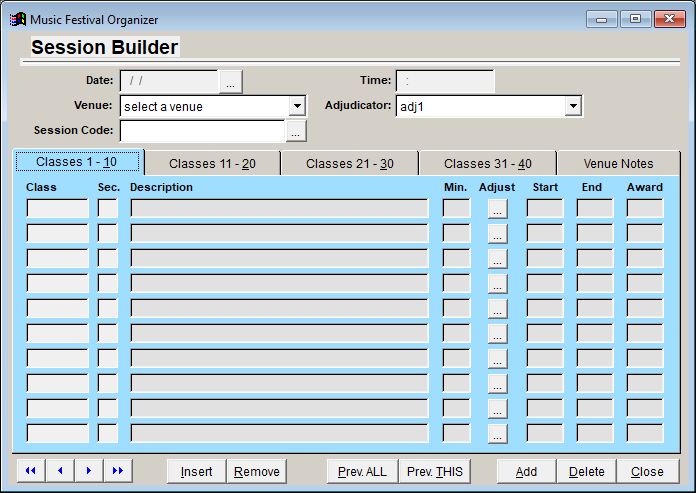 Music Festival Organizer
Session Builder
Date: / / ... Time: :
Venue: select a venue Adjudicator: adj1
Session Code: ...
Classes 1 - 10 Classes 11 - 20 Classes 21 - 30 Classes 31 - 40 Venue Notes
Class Sec. Description Min. Adjust Start End Award
...
...
...
...
...
...
...
...
...
...
Insert Remove Prev. ALL Prev. THIS Add Delete Close